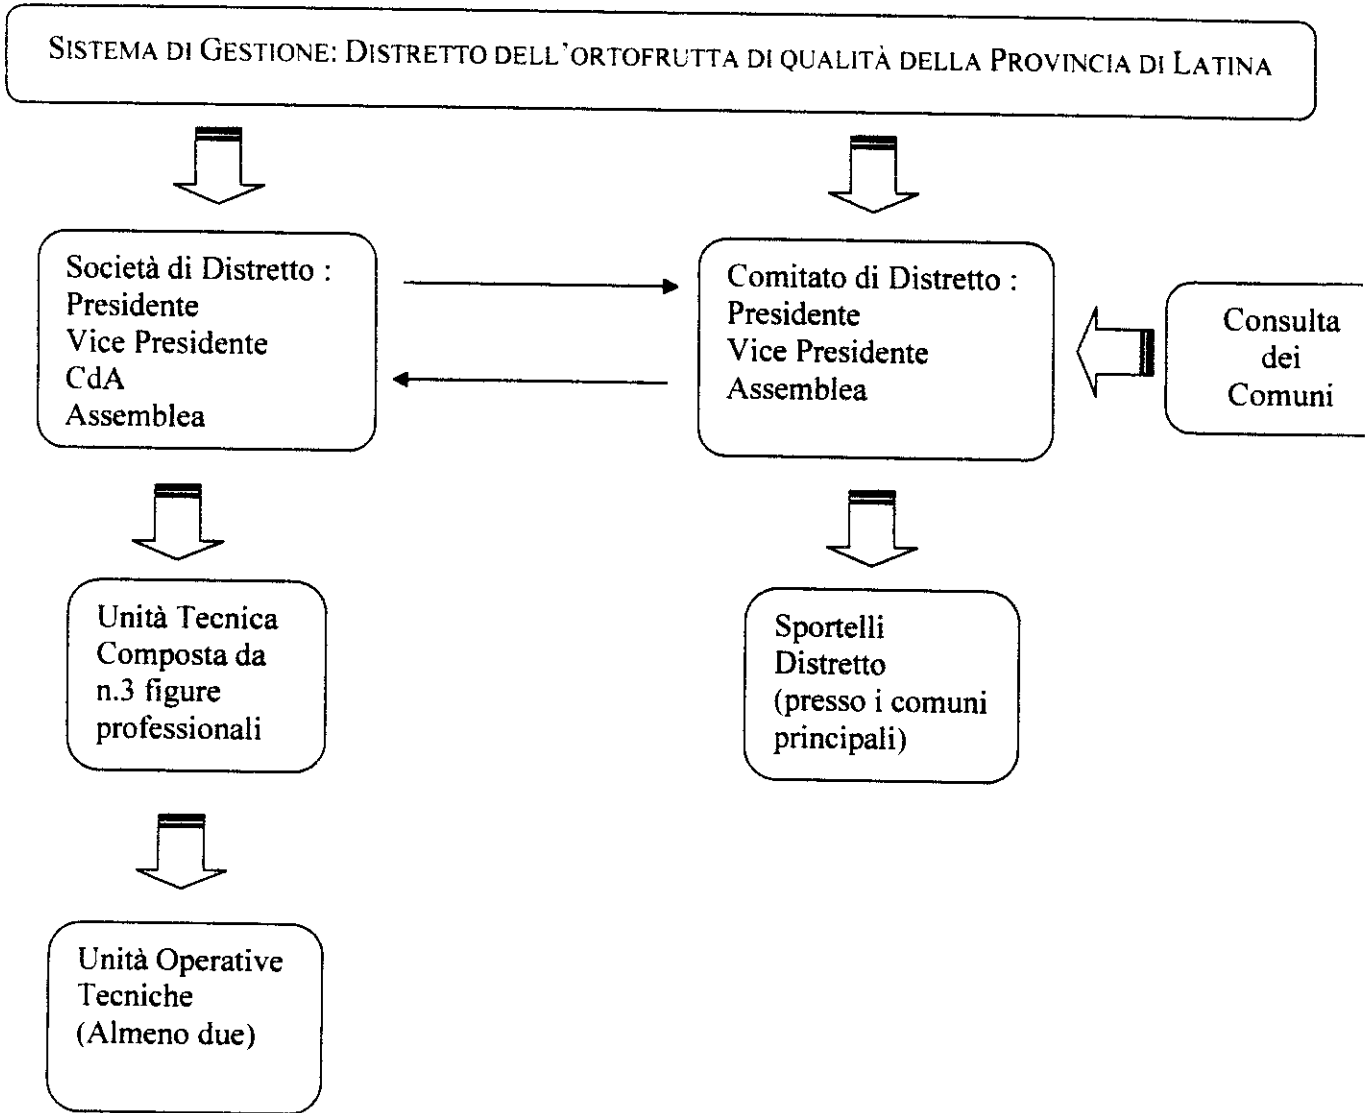 SISTEMA DI GESTIONE: DISTRETTO DELL'ORTOFRUTTA DI QUALITÀ DELLA PROVINCIA DI LATINA
Società di Distretto :
Presidente
Vice Presidente
CdA
Assemblea
Comitato di Distretto :
Presidente
Vice Presidente
Assemblea
Consulta
dei
Comuni
Unità Tecnica
Composta da
n.3 figure
professionali
Sportelli
Distretto
(presso i comuni
principali)
Unità Operative
Tecniche
(Almeno due)